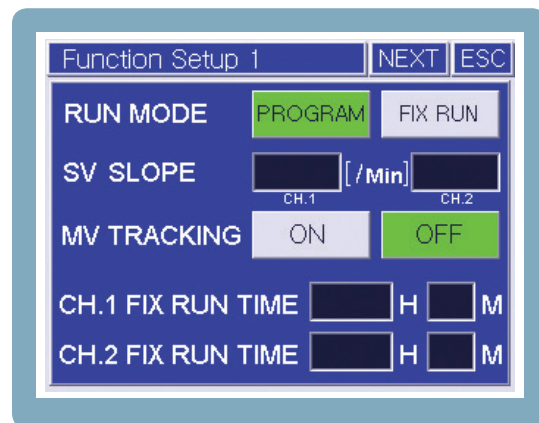 Function Setup 1 NEXT ESC
RUN MODE PROGRAM FIX RUN
SV SLOPE [/Min]
CH.1 CH.2
MV TRACKING ON OFF
CH.1 FIX RUN TIME H M
CH.2 FIX RUN TIME H M